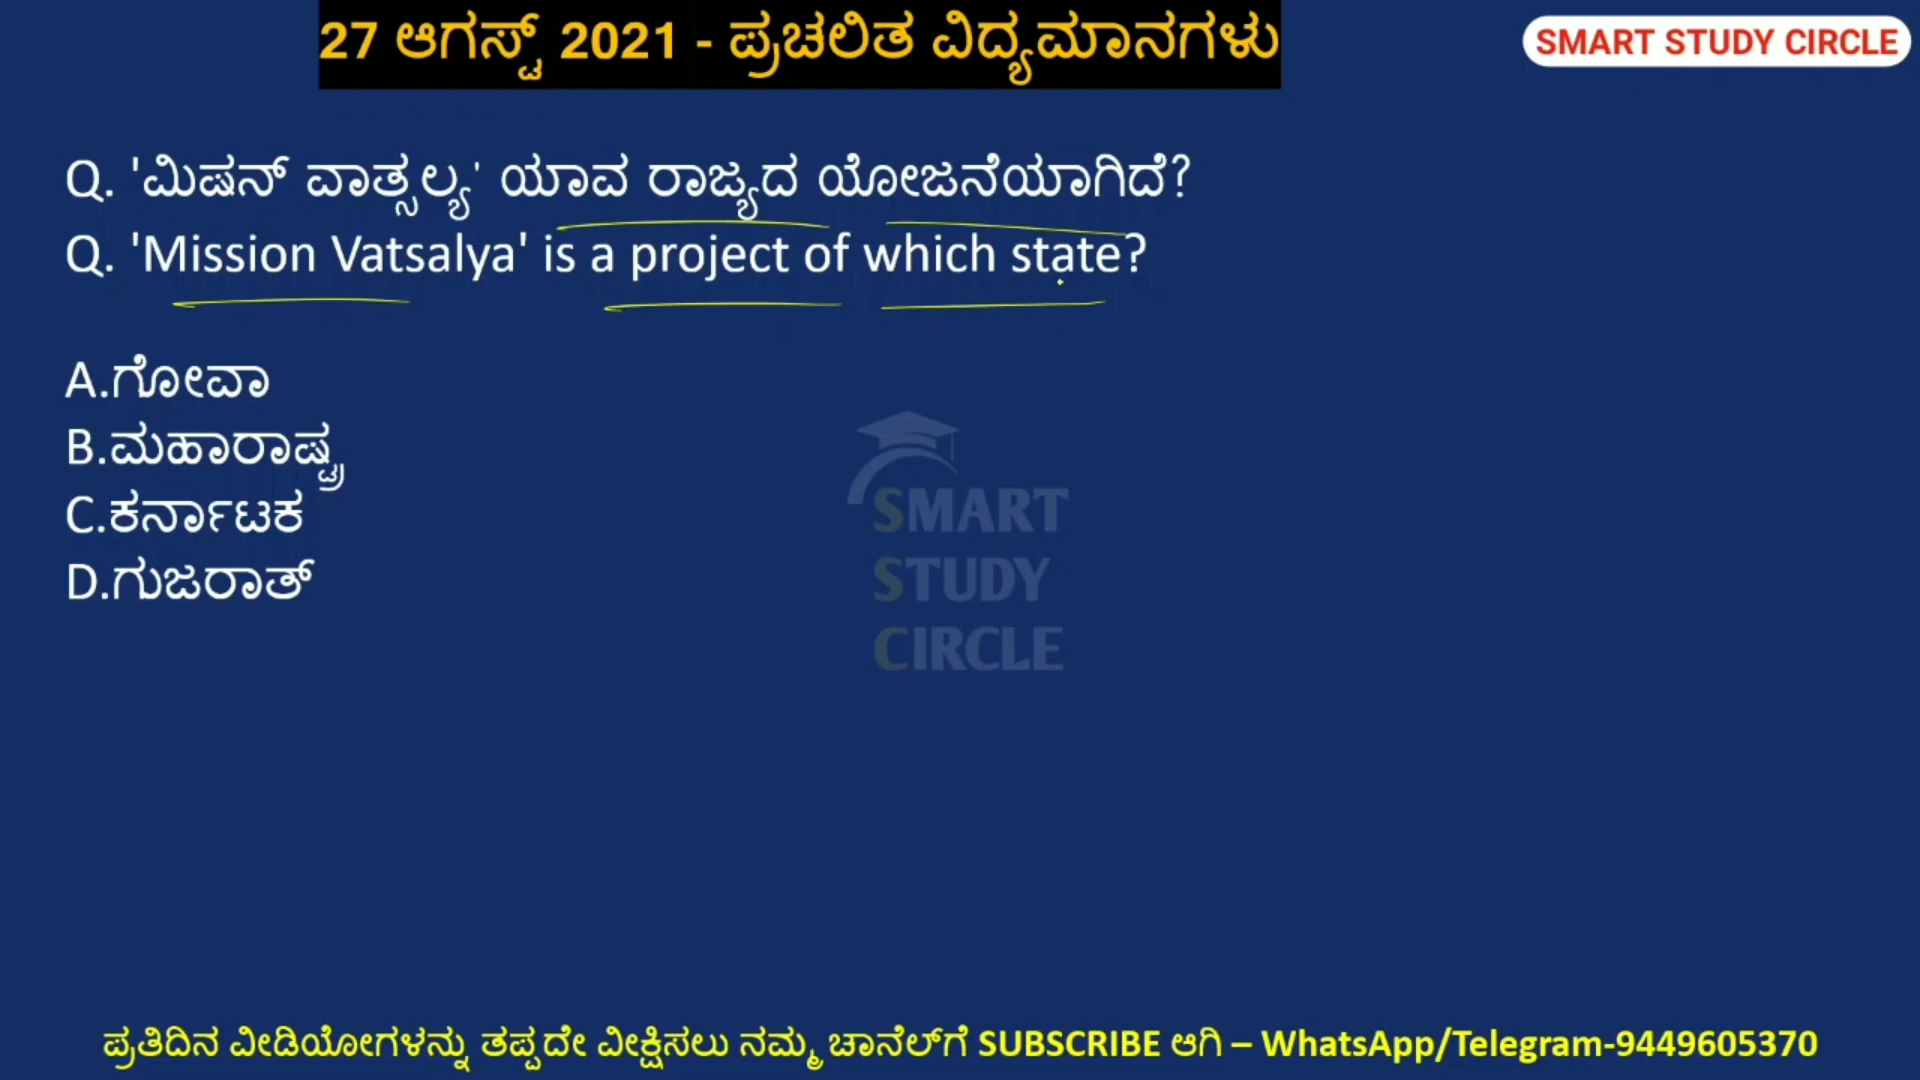 27 ಆಗಸ್ಟ್ 2021 - ಪ್ರಚಲಿತ ವಿದ್ಯಮಾನಗಳು
SMART STUDY CIRCLE
Q. 'ಮಿಷನ್ ವಾತ್ಸಲ್ಯ' ಯಾವ ರಾಜ್ಯದ ಯೋಜನೆಯಾಗಿದೆ?
Q. 'Mission Vatsalya' is a project of which state?
A.ಗೋವಾ
B.ಮಹಾರಾಷ್ಟ್ರ
C.ಕರ್ನಾಟಕ
D.ಗುಜರಾತ್
SMART
STUDY
CIRCLE
ಪ್ರತಿದಿನ ವೀಡಿಯೋಗಳನ್ನು ತಪ್ಪದೇ ವೀಕ್ಷಿಸಲು ನಮ್ಮ ಚಾನೆಲ್‌ಗೆ SUBSCRIBE ಆಗಿ – WhatsApp/Telegram-9449605370